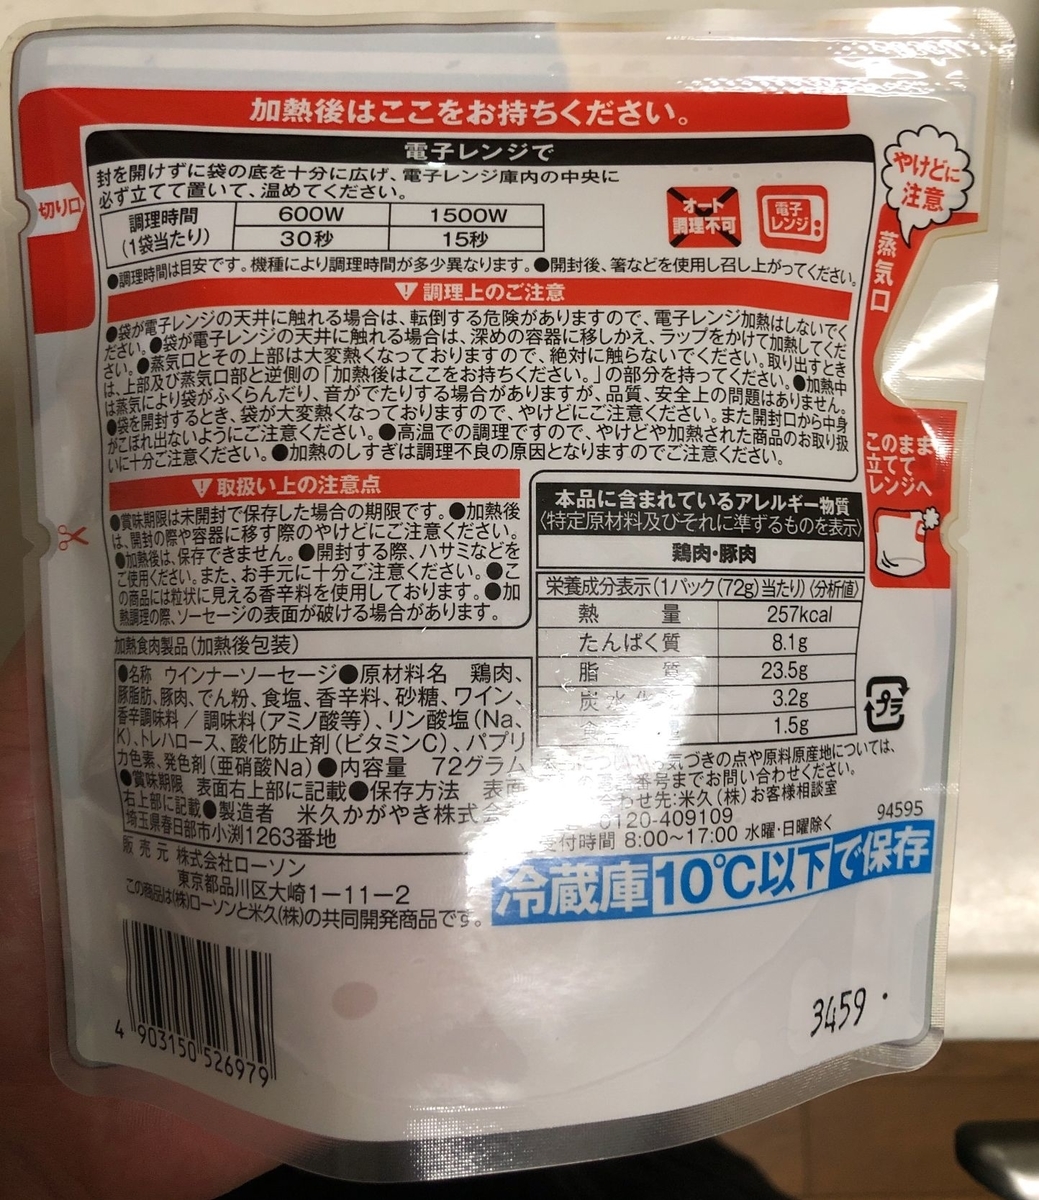 加熱後はここをお持ちください。
電子レンジで
封を開けずに袋の底を十分に広げ、電子レンジ庫内の中央に
必ず立てて置いて、温めてください。
調理時間
(1袋当たり)
600W
1500W
30秒
15秒
オート
調理不可
電子
レンジ
●調理時間は目安です。機種により調理時間が多少異なります。●開封後、箸などを使用し召し上がってください。
やけどに
注意
蒸気口
切り口
調理上のご注意
●袋が電子レンジの天井に触れる場合は、転倒する危険がありますので、電子レンジ加熱はしないでく
ださい。●袋が電子レンジの天井に触れる場合は、深めの容器に移しかえ、ラップをかけて加熱してくだ
さい。●蒸気口とその上部は大変熱くなっておりますので、絶対に触らないでください。取り出すとき
は、上部及び蒸気口部と逆側の「加熱後はここをお持ちください。」の部分を持ってください。●加熱中
は蒸気により袋がふくらんだり、音がでたりする場合がありますが、品質、安全上の問題はありません。
●袋を開封するとき、袋が大変熱くなっておりますので、やけどにご注意ください。また開封口から中身
がこぼれ出ないようにご注意ください。●高温での調理ですので、やけどや加熱された商品のお取り扱
いに十分ご注意ください。●加熱のしすぎは調理不良の原因となりますのでご注意ください。
このまま
立てて
レンジへ
取扱い上の注意点
●賞味期限は未開封で保存した場合の期限です。●加熱後
は、開封の際や容器に移す際のやけどにご注意ください。
●加熱後は、保存できません。●開封する際、ハサミなどを
ご使用ください。また、お手元に十分ご注意ください。●こ
の商品には粒状に見える香辛料を使用しております。●加
熱調理の際、ソーセージの表面が破ける場合があります。
本品に含まれているアレルギー物質
〈特定原材料及びそれに準ずるものを表示〉
鶏肉・豚肉
栄養成分表示(1パック(72g)当たり)〈分析値〉
熱量 257kcal
たんぱく質 8.1g
脂質 23.5g
炭水化 3.2g
1.5g
プラ
加熱食肉製品(加熱後包装)
●名称 ウインナーソーセージ●原材料名 鶏肉、
豚脂肪、豚肉、でん粉、食塩、香辛料、砂糖、ワイン、
香辛調味料/調味料(アミノ酸等)、リン酸塩(Na、
K)、トレハロース、酸化防止剤(ビタミンC)、パプリ
カ色素、発色剤(亜硝酸Na)●内容量 72グラム
●賞味期限 表面右上部に記載●保存方法 表面
右上部に記載●製造者 米久かがやき株式会
埼玉県春日部市小渕1263番地
販売元 株式会社ローソン
東京都品川区大崎1-11-2
この商品は(株)ローソンと米久(株)の共同開発商品です。
気づきの点や原料原産地については、
番号までお問い合わせください。
わせ先:米久(株)お客様相談室
0120-409109
受付時間 8:00~17:00 水曜・日曜除く
94595
冷蔵庫10℃以下で保存
4 903150 526979
3459